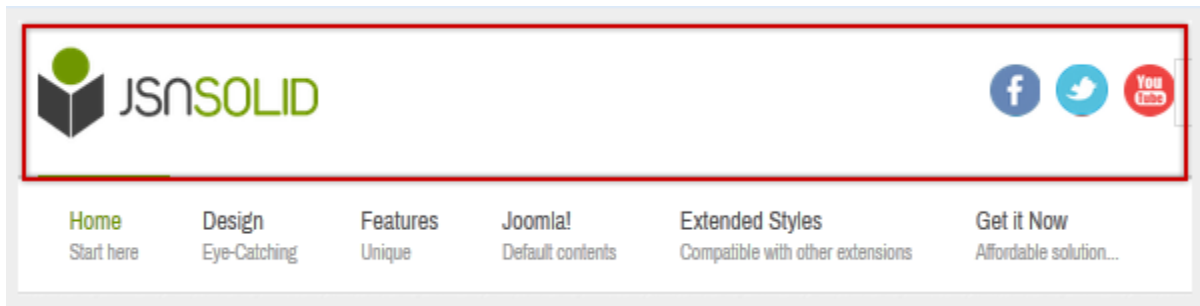 JSNSOLID
f
You
Tube
Home Design Features Joomla! Extended Styles Get it Now
Start here Eye-Catching Unique Default contents Compatible with other extensions Affordable solution...